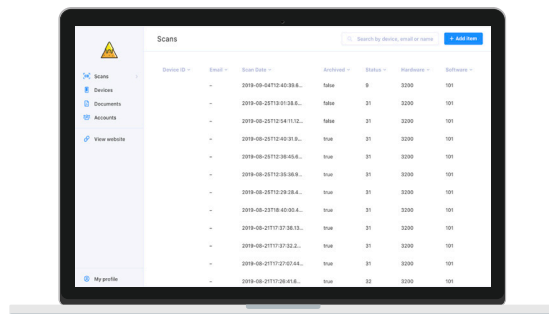 Scans
Search by device, email or name
+ Add item
Scans
Devices
Documents
Accounts
View website
My profile
Device ID Email Scan Date Archived Status Hardware Software
– 2019-09-04T12:40:39.6... false 9 3200 101
– 2019-08-25T13:01:38.6... false 31 3200 101
– 2019-08-25T12:54:11.12... false 31 3200 101
– 2019-08-25T12:40:31.8... true 31 3200 101
– 2019-08-25T12:38:45.6... true 31 3200 101
– 2019-08-25T12:35:38.9... true 31 3200 101
– 2019-08-25T12:29:28.4... true 31 3200 101
– 2019-08-23T18:40:00.4... true 31 3200 101
– 2019-08-21T17:37:38.13... true 31 3200 101
– 2019-08-21T17:37:32.2... true 31 3200 101
– 2019-08-21T17:27:07.44... true 31 3200 101
– 2019-08-21T17:26:41.6... true 32 3200 101